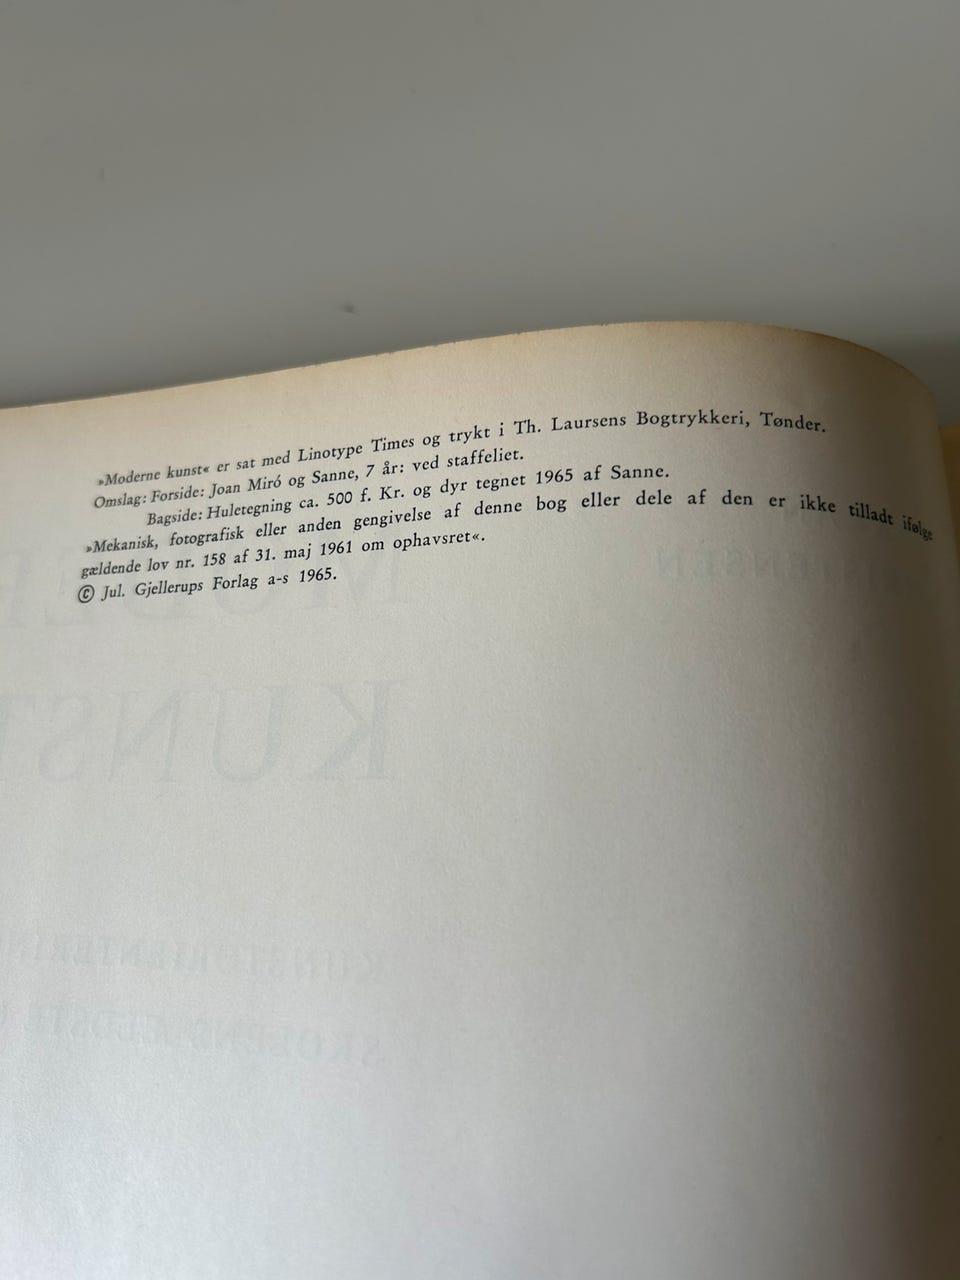 »Moderne kunst« er sat med Linotype Times og trykt i Th. Laursens Bogtrykkeri, Tønder.
Omslag: Forside: Joan Miró og Sanne, 7 år: ved staffeliet.
Bagside: Huletegning ca. 500 f. Kr. og dyr tegnet 1965 af Sanne.
»Mekanisk, fotografisk eller anden gengivelse af denne bog eller dele af den er ikke tilladt ifølge
gældende lov nr. 158 af 31. maj 1961 om ophavsret«.
© Jul. Gjellerups Forlag a-s 1965.
KUNST